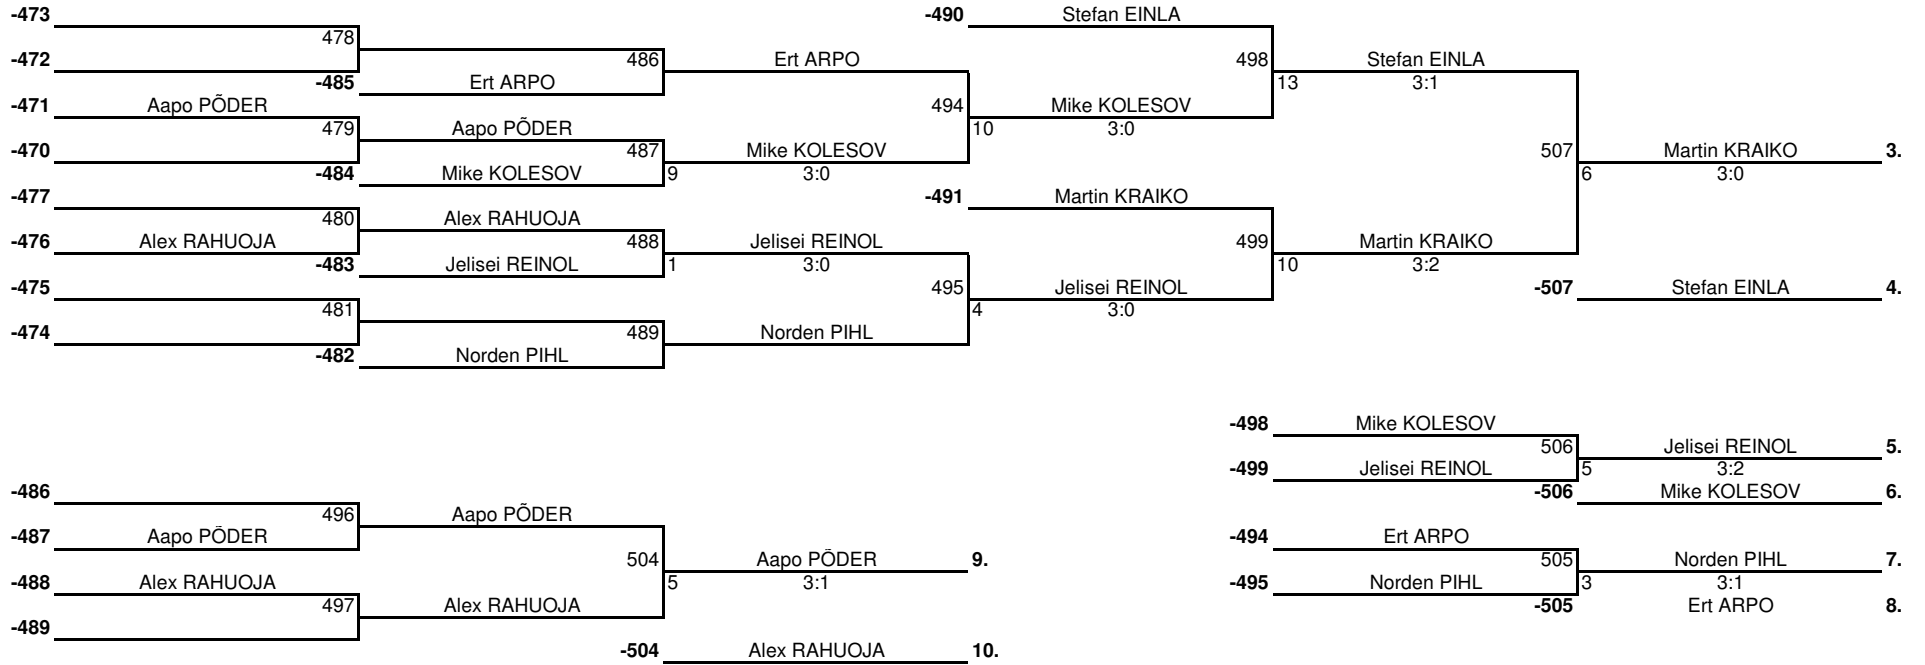 -473
-490 Stefan EINLA
478
-472
486 Ert ARPO
498 Stefan EINLA
-485 Ert ARPO
13 3:1
-471 Aapo PÕDER
494 Mike KOLESOV
479 Aapo PÕDER
10 3:0
-470
487 Mike KOLESOV
507 Martin KRAIKO 3.
-484 Mike KOLESOV
9 3:0
6 3:0
-477
-491 Martin KRAIKO
480 Alex RAHUOJA
-476 Alex RAHUOJA
488 Jelisei REINOL
499 Martin KRAIKO
-483 Jelisei REINOL
1 3:0
10 3:2
-475
495 Jelisei REINOL
-507 Stefan EINLA 4.
481
4 3:0
-474
489 Norden PIHL
-482 Norden PIHL
-498 Mike KOLESOV
506 Jelisei REINOL 5.
-499 Jelisei REINOL
5 3:2
-506 Mike KOLESOV 6.
-486
496 Aapo PÕDER
-487 Aapo PÕDER
-494 Ert ARPO
504 Aapo PÕDER 9.
505 Norden PIHL 7.
-488 Alex RAHUOJA
5 3:1
-495 Norden PIHL
3 3:1
497 Alex RAHUOJA
-505 Ert ARPO 8.
-489
-504 Alex RAHUOJA 10.